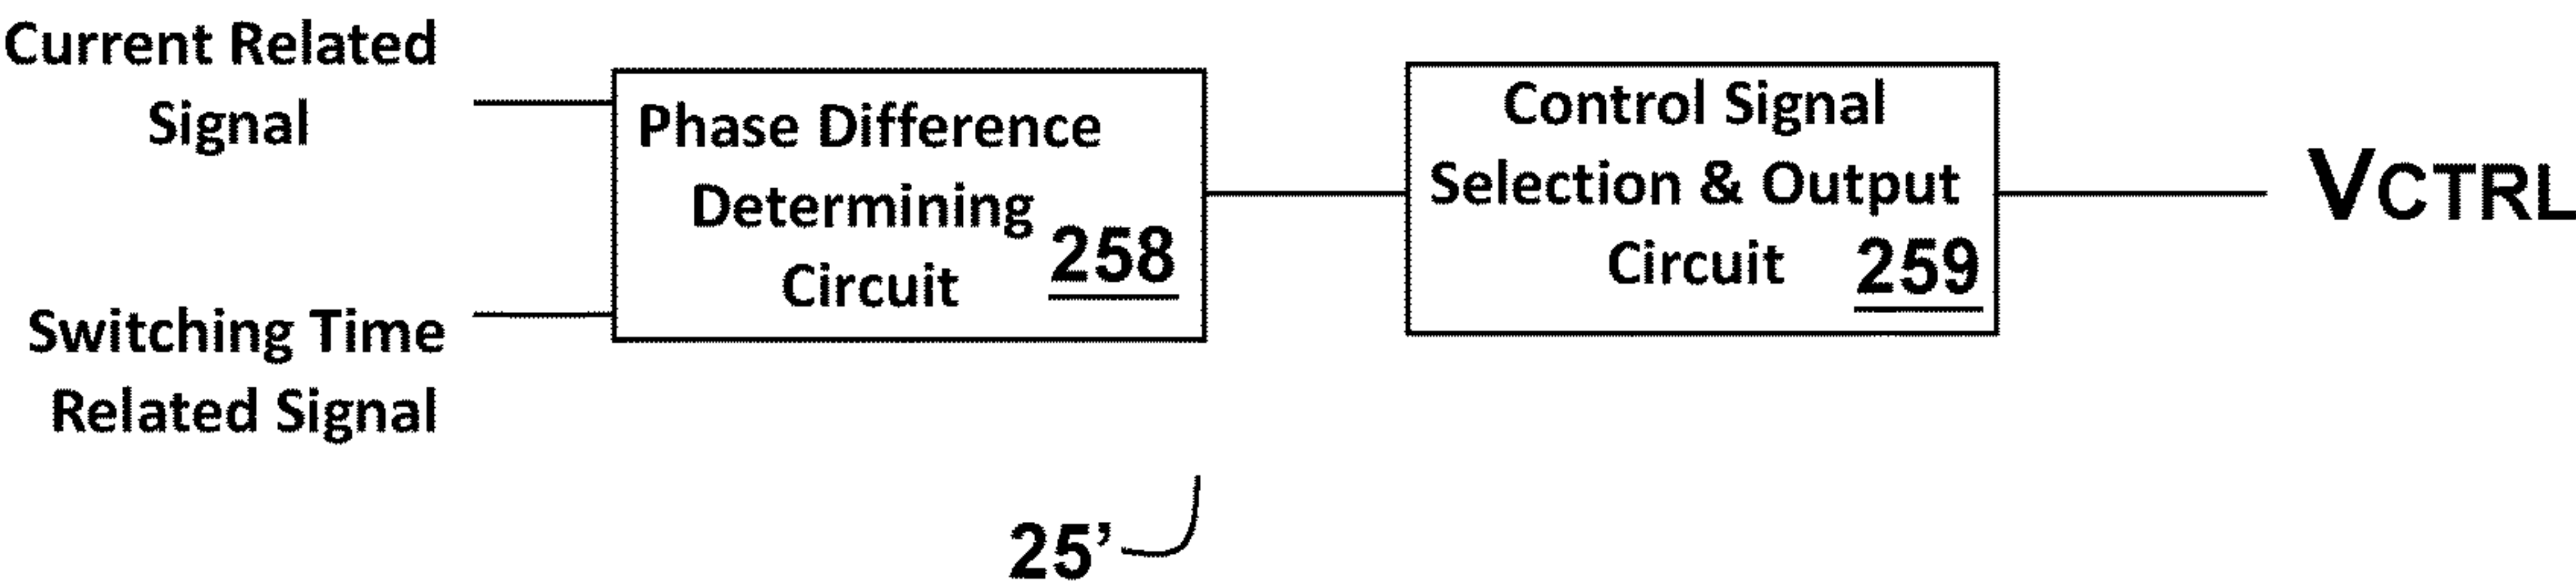 Current Related
Signal
Switching Time
Related Signal
Phase Difference
Determining
Circuit 258
Control Signal
Selection & Output
Circuit 259
VCTRL
25’